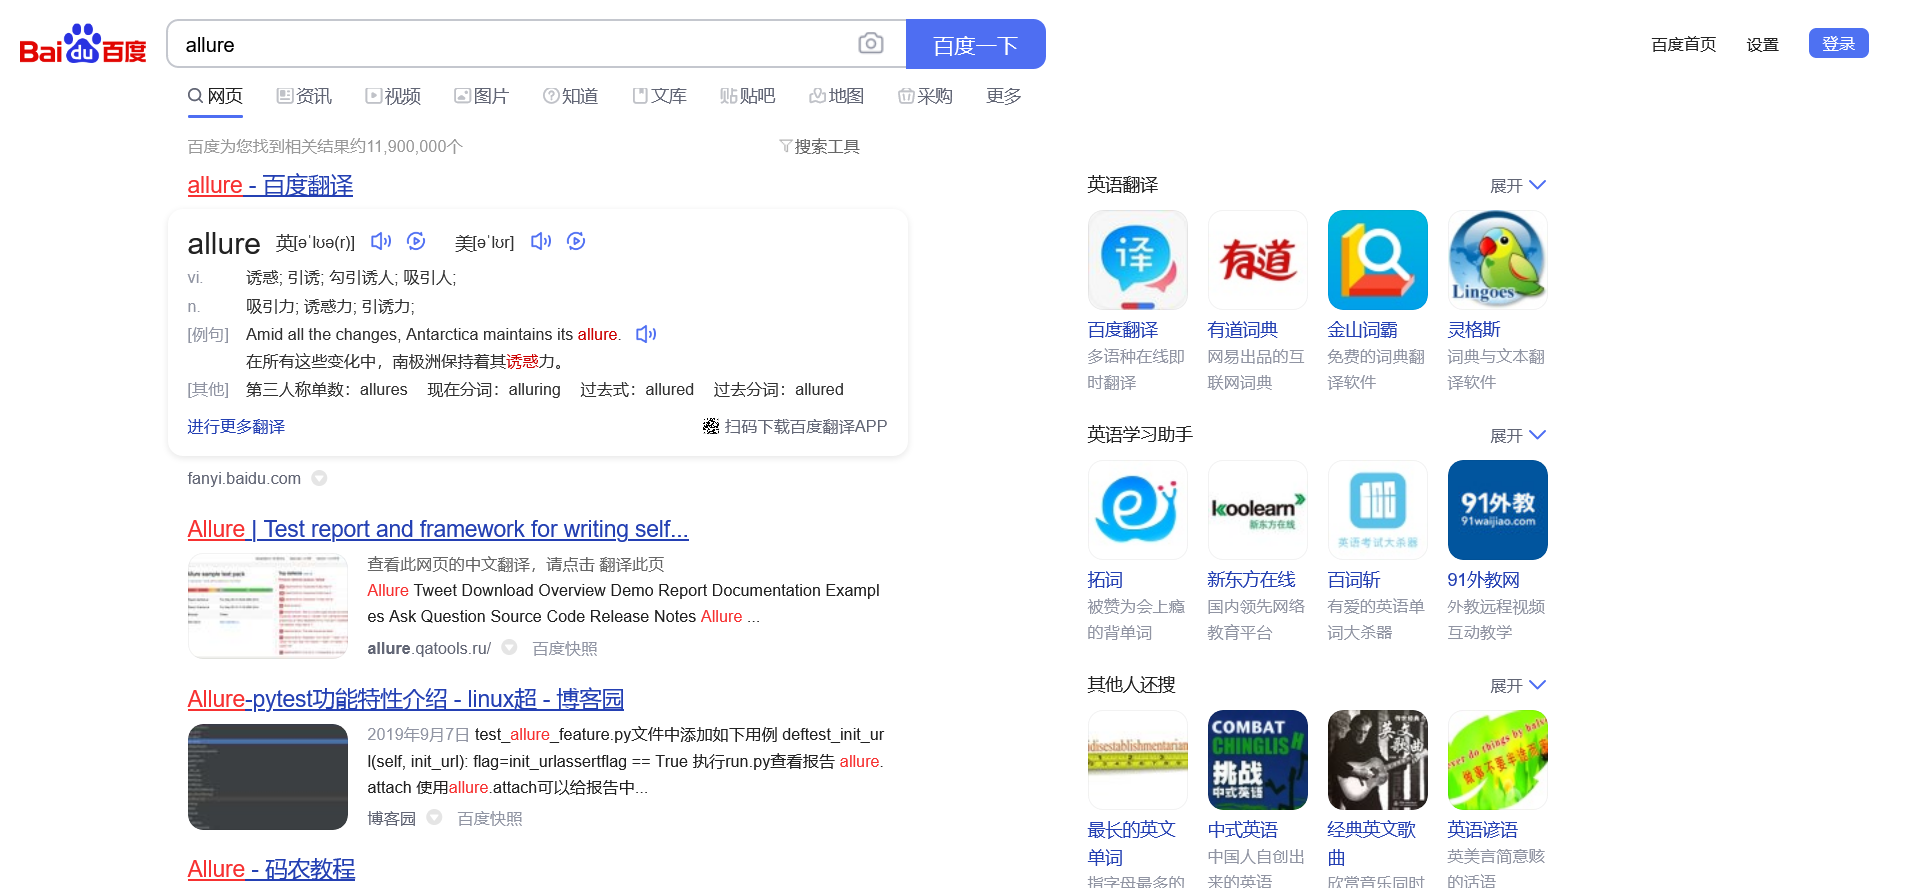 Bai du 百度
allure
百度一下
百度首页 设置 登录
网页 资讯 视频 图片 知道 文库 贴吧 地图 采购 更多
百度为您找到相关结果约11,900,000个
搜索工具
allure - 百度翻译
allure 英[əˈlʊə(r)] 美[əˈlʊr]
vi. 诱惑; 引诱; 勾引诱人; 吸引人;
n. 吸引力; 诱惑力; 引诱力;
[例句] Amid all the changes, Antarctica maintains its allure.
在所有这些变化中，南极洲保持着其诱惑力。
[其他] 第三人称单数：allures 现在分词：alluring 过去式：allured 过去分词：allured
进行更多翻译
扫码下载百度翻译APP
fanyi.baidu.com
Allure | Test report and framework for writing self...
查看此网页的中文翻译，请点击 翻译此页
Allure Tweet Download Overview Demo Report Documentation Exampl
es Ask Question Source Code Release Notes Allure ...
allure.qatools.ru/ 百度快照
Allure-pytest功能特性介绍 - linux超 - 博客园
2019年9月7日 test_allure_feature.py文件中添加如下用例 deftest_init_ur
l(self, init_url): flag=init_urlassertflag == True 执行run.py查看报告 allure.
attach 使用allure.attach可以给报告中...
博客园 百度快照
Allure - 码农教程
英语翻译 展开
译
有道
Lingoes
百度翻译 有道词典 金山词霸 灵格斯
多语种在线即 网易出品的互 免费的词典翻 词典与文本翻
时翻译 联网词典 译软件 译软件
英语学习助手 展开
koolearn
新东方在线
英语考试大杀器
91外教
91waijiao.com
拓词 新东方在线 百词斩 91外教网
被赞为会上瘾 国内领先网络 有爱的英语单 外教远程视频
的背单词 教育平台 词大杀器 互动教学
其他人还搜 展开
disestablishmentarian
COMBAT
CHINGLISH
挑战
中式英语
英文
歌曲
ever do things by halve
做事不要半途而
最长的英文 中式英语 经典英文歌 英语谚语
单词 中国人自创出 曲 英美言简意赅
指字母最多的 来的英语 欣赏音乐同时 的话语